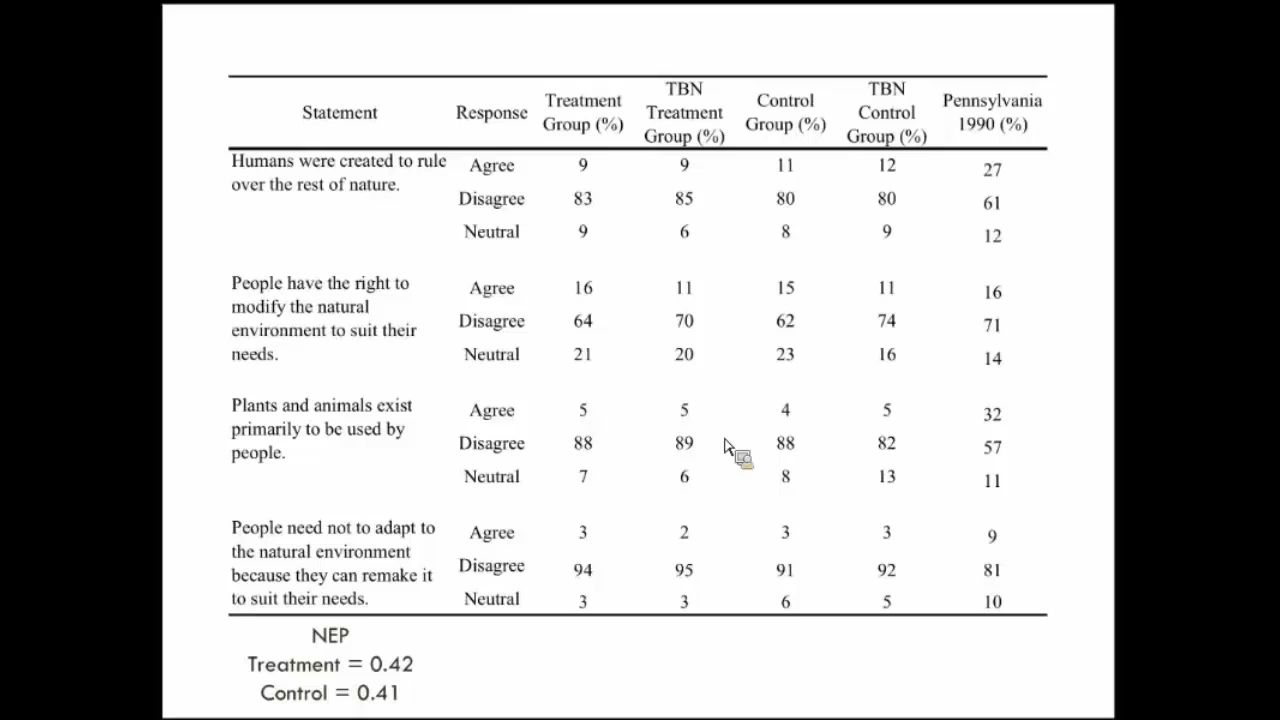 Statement Response Treatment Group (%) TBN Treatment Group (%) Control Group (%) TBN Control Group (%) Pennsylvania 1990 (%)
Humans were created to rule Agree 9 9 11 12 27
over the rest of nature. Disagree 83 85 80 80 61
Neutral 9 6 8 9 12
People have the right to Agree 16 11 15 11 16
modify the natural
environment to suit their Disagree 64 70 62 74 71
needs. Neutral 21 20 23 16 14
Plants and animals exist Agree 5 5 4 5 32
primarily to be used by Disagree 88 89 88 82 57
people.
Neutral 7 6 8 13 11
People need not to adapt to Agree 3 2 3 3 9
the natural environment
because they can remake it Disagree 94 95 91 92 81
to suit their needs. Neutral 3 3 6 5 10
NEP
Treatment = 0.42
Control = 0.41